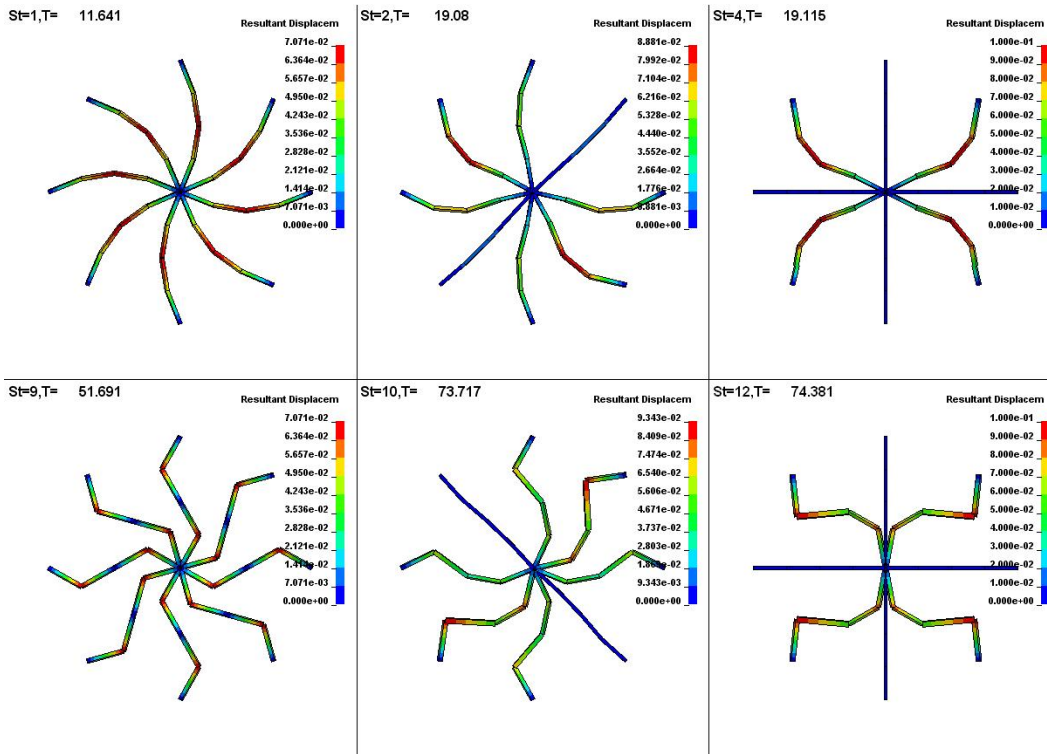 St=1,T= 11.641
Resultant Displacem
7.071e-02
6.364e-02
5.657e-02
4.950e-02
4.243e-02
3.536e-02
2.828e-02
2.121e-02
1.414e-02
7.071e-03
0.000e+00
St=2,T= 19.08
Resultant Displacem
8.881e-02
7.992e-02
7.104e-02
6.216e-02
5.328e-02
4.440e-02
3.552e-02
2.664e-02
1.776e-02
8.881e-03
0.000e+00
St=4,T= 19.115
Resultant Displacem
1.000e-01
9.000e-02
8.000e-02
7.000e-02
6.000e-02
5.000e-02
4.000e-02
3.000e-02
2.000e-02
1.000e-02
0.000e+00
St=9,T= 51.691
Resultant Displacem
7.071e-02
6.364e-02
5.657e-02
4.950e-02
4.243e-02
3.536e-02
2.828e-02
2.121e-02
1.414e-02
7.071e-03
0.000e+00
St=10,T= 73.717
Resultant Displacem
9.343e-02
8.409e-02
7.474e-02
6.540e-02
5.606e-02
4.671e-02
3.737e-02
2.803e-02
9.343e-03
0.000e+00
St=12,T= 74.381
Resultant Displacem
1.000e-01
9.000e-02
8.000e-02
7.000e-02
6.000e-02
5.000e-02
4.000e-02
3.000e-02
2.000e-02
1.000e-02
0.000e+00